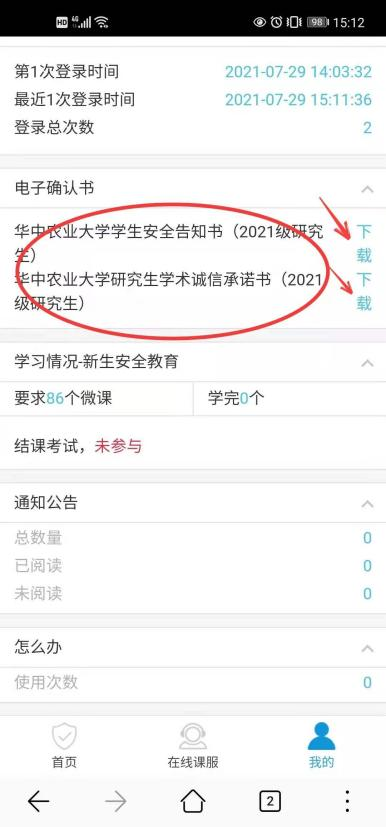 HD 4G 98 15:12
第1次登录时间 2021-07-29 14:03:32
最近1次登录时间 2021-07-29 15:11:36
登录总次数 2
电子确认书
华中农业大学学生安全告知书（2021级研究 下
生） 载
华中农业大学研究生学术诚信承诺书（2021 下
级研究生） 载
学习情况-新生安全教育
要求86个微课 学完0个
结课考试，未参与
通知公告
总数量 0
已阅读 0
未阅读 0
怎么办
使用次数 0
首页 在线课服 我的
2